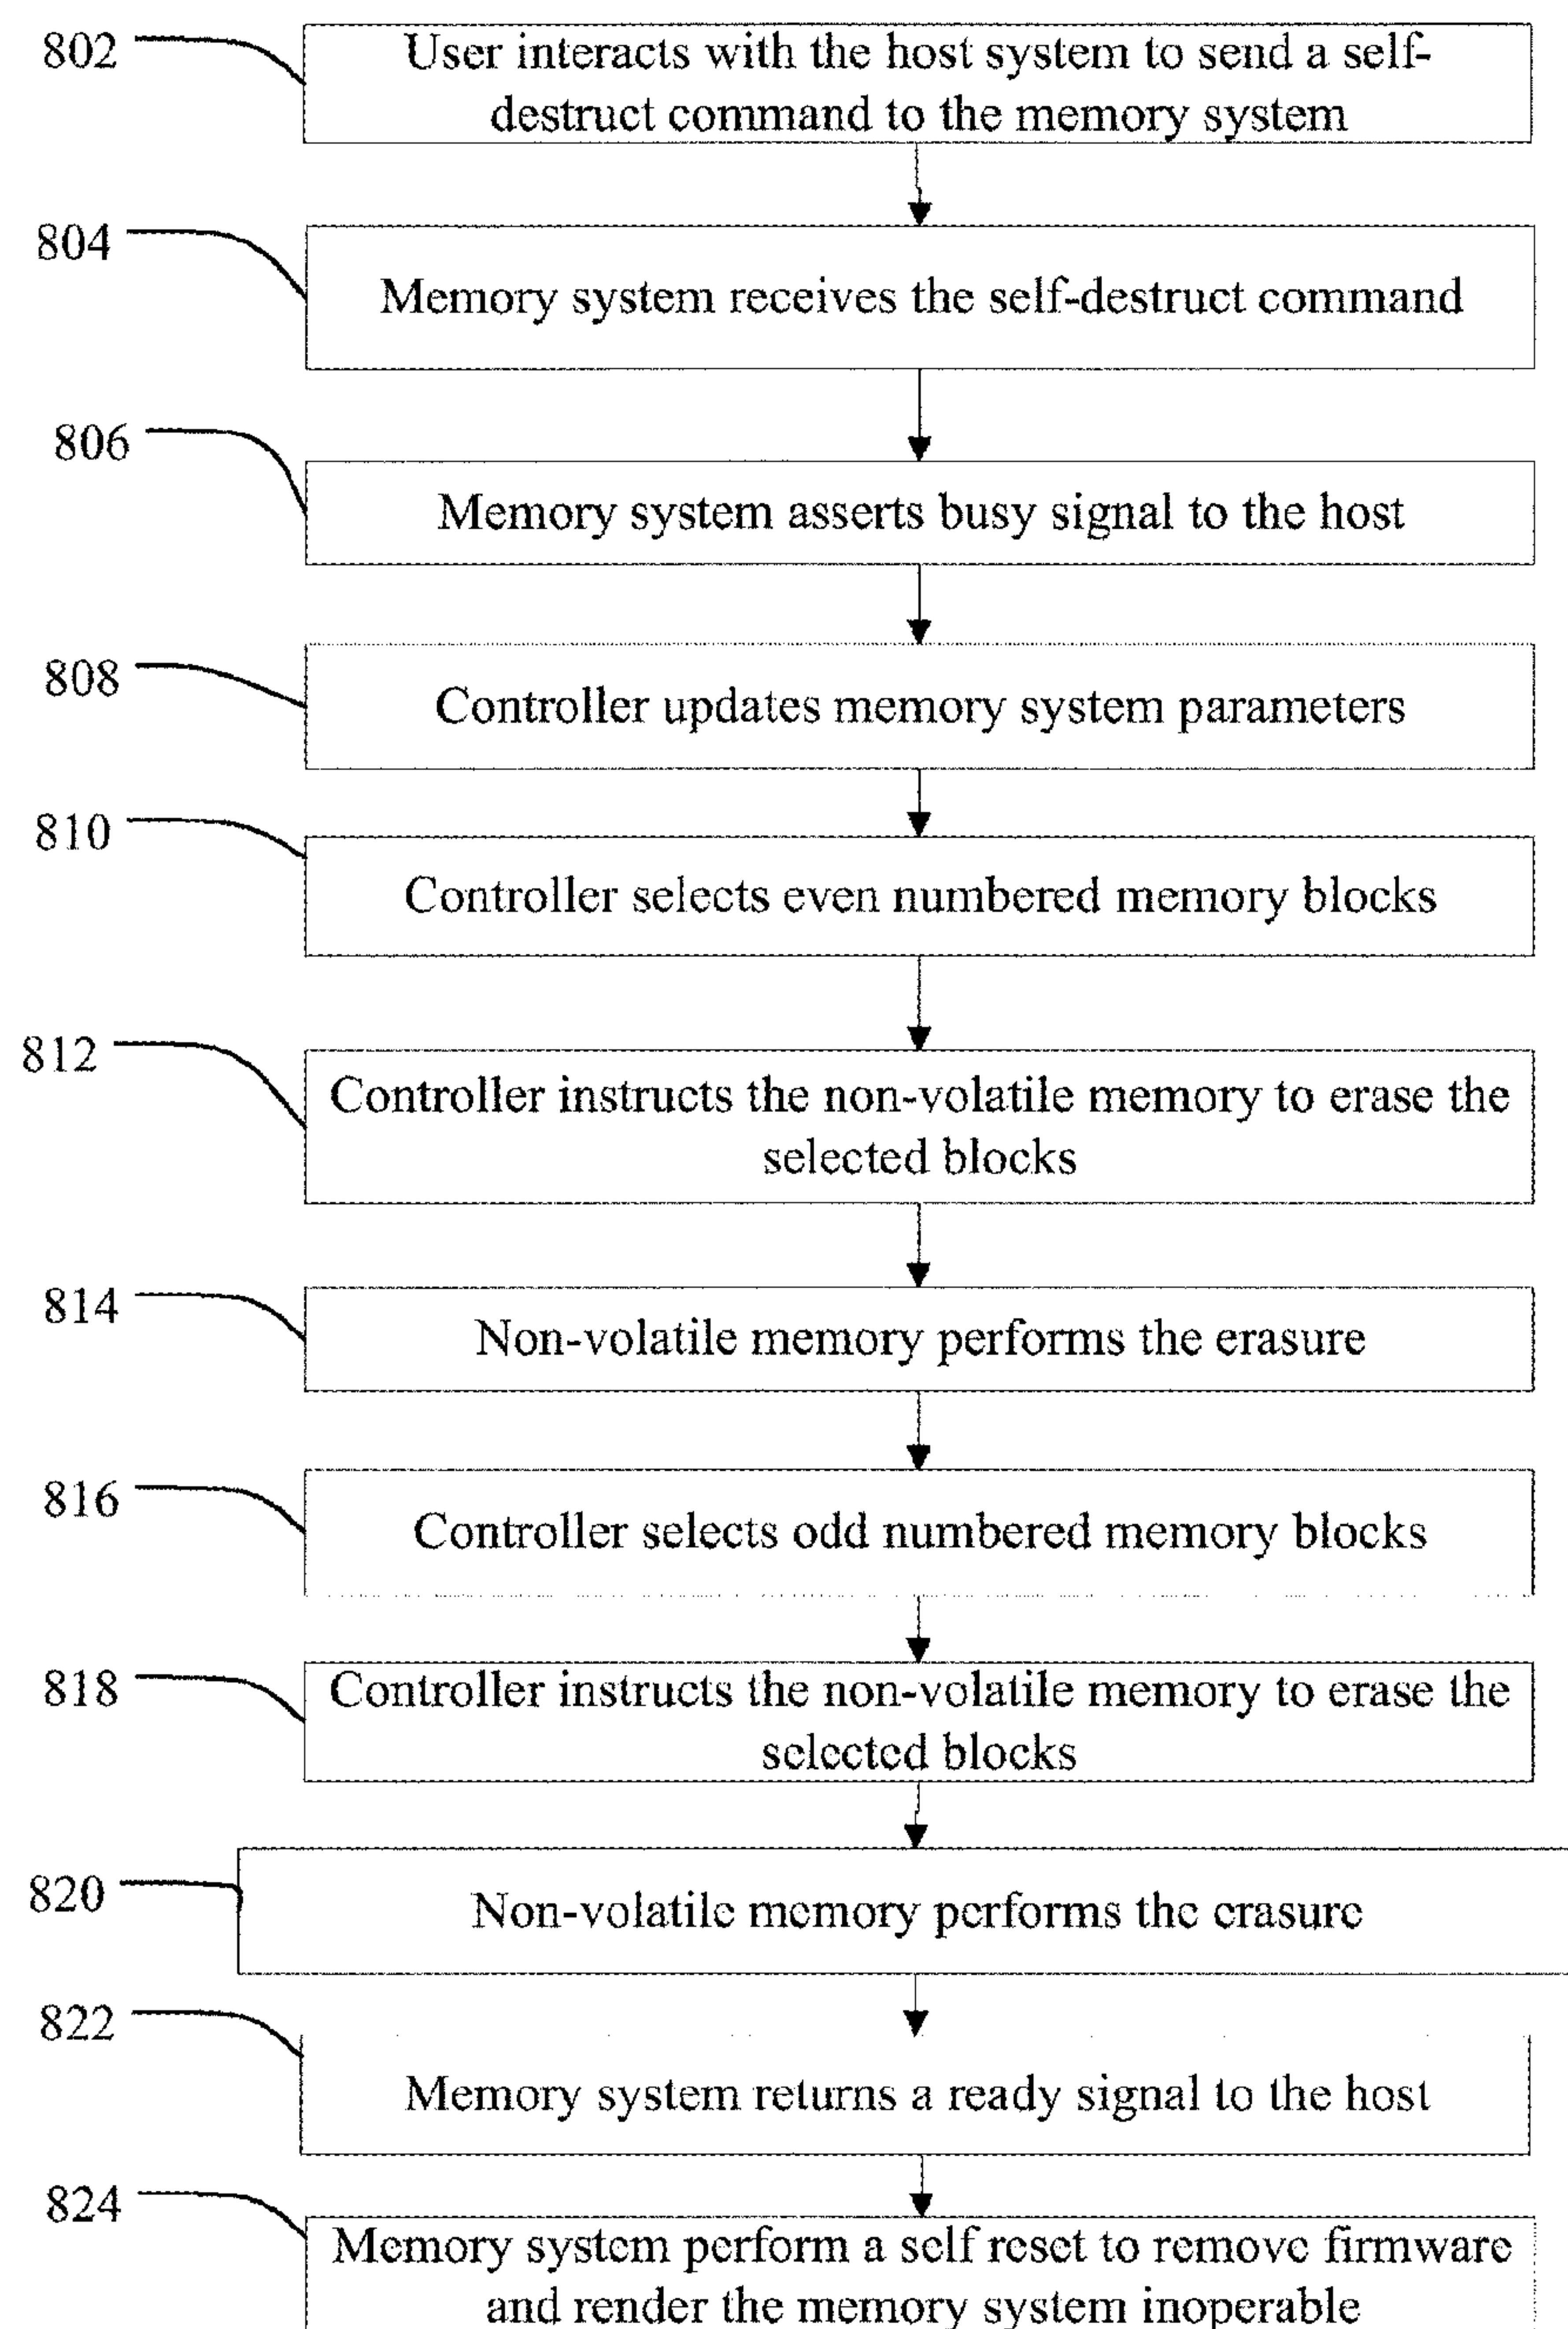 802
User interacts with the host system to send a self-
destruct command to the memory system
804
Memory system receives the self-destruct command
806
Memory system asserts busy signal to the host
808
Controller updates memory system parameters
810
Controller selects even numbered memory blocks
812
Controller instructs the non-volatile memory to erase the
selected blocks
814
Non-volatile memory performs the erasure
816
Controller selects odd numbered memory blocks
818
Controller instructs the non-volatile memory to erase the
selected blocks
820
Non-volatile memory performs the erasure
822
Memory system returns a ready signal to the host
824
Memory system perform a self reset to remove firmware
and render the memory system inoperable